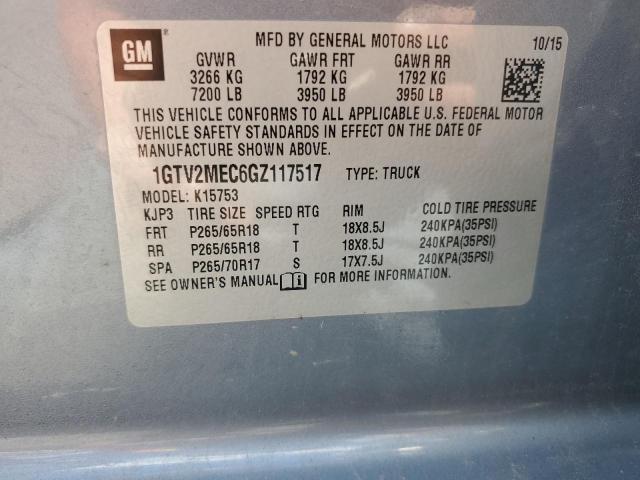 GM ® MFD BY GENERAL MOTORS LLC 10/15
GVWR GAWR FRT GAWR RR
3266 KG 1792 KG 1792 KG
7200 LB 3950 LB 3950 LB
THIS VEHICLE CONFORMS TO ALL APPLICABLE U.S. FEDERAL MOTOR
VEHICLE SAFETY STANDARDS IN EFFECT ON THE DATE OF
MANUFACTURE SHOWN ABOVE.
1GTV2MEC6GZ117517 TYPE: TRUCK
MODEL: K15753
KJP3 TIRE SIZE SPEED RTG RIM COLD TIRE PRESSURE
FRT P265/65R18 T 18X8.5J 240KPA(35PSI)
RR P265/65R18 T 18X8.5J 240KPA(35PSI)
SPA P265/70R17 S 17X7.5J 240KPA(35PSI)
SEE OWNER'S MANUAL i FOR MORE INFORMATION.